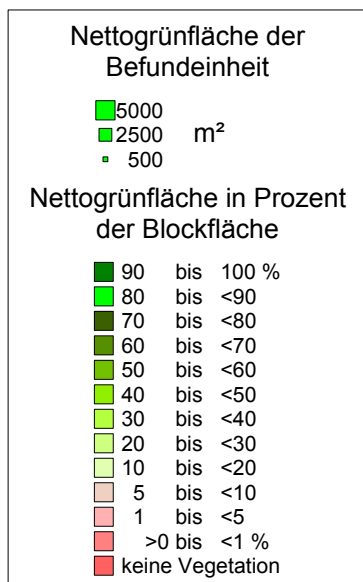 Nettogrünfläche der
Befundeinheit
5000
2500 m²
500
Nettogrünfläche in Prozent
der Blockfläche
90 bis 100 %
80 bis <90
70 bis <80
60 bis <70
50 bis <60
40 bis <50
30 bis <40
20 bis <30
10 bis <20
5 bis <10
1 bis <5
>0 bis <1 %
keine Vegetation